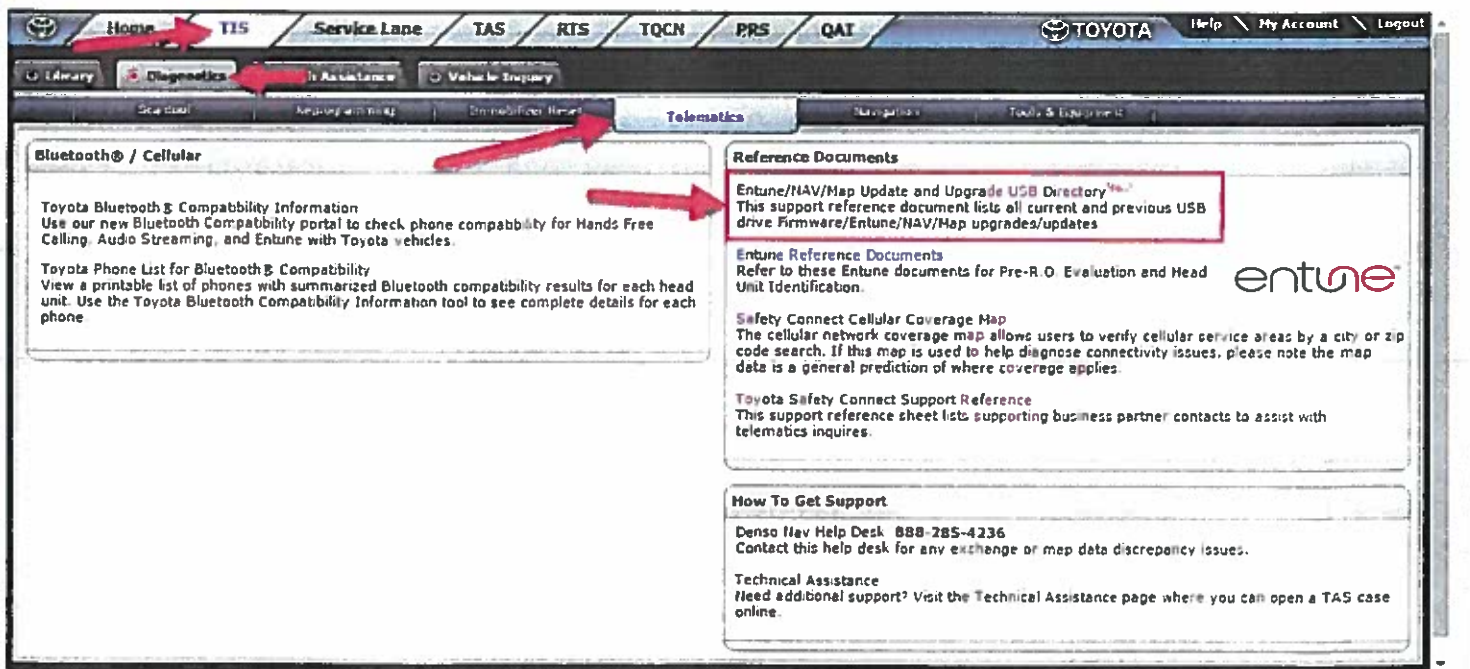 Home TIS Service Lane TAS RTS TQCN PRS QAT TOYOTA Help \ My Account \ Logout
Library Diagnostics Assistance Vehicle Inquiry
Scantool Reprogramming Immobilizer Reset Telematics Navigation Tools & Equipment
Bluetooth® / Cellular
Toyota Bluetooth® Compatibility Information
Use our new Bluetooth Compatibility portal to check phone compatibility for Hands Free
Calling, Audio Streaming, and Entune with Toyota vehicles.
Toyota Phone List for Bluetooth® Compatibility
View a printable list of phones with summarized Bluetooth compatibility results for each head
unit. Use the Toyota Bluetooth Compatibility Information tool to see complete details for each
phone
Reference Documents
Entune/NAV/Map Update and Upgrade USB Directory
This support reference document lists all current and previous USB
drive Firmware/Entune/NAV/Map upgrades/updates
Entune Reference Documents
Refer to these Entune documents for Pre-R.O. Evaluation and Head
Unit Identification.
entune
Safety Connect Cellular Coverage Map
The cellular network coverage map allows users to verify cellular service areas by a city or zip
code search. If this map is used to help diagnose connectivity issues, please note the map
data is a general prediction of where coverage applies.
Toyota Safety Connect Support Reference
This support reference sheet lists supporting business partner contacts to assist with
telematics inquires.
How To Get Support
Denso Nav Help Desk 888-285-4236
Contact this help desk for any exchange or map data discrepancy issues.
Technical Assistance
Need additional support? Visit the Technical Assistance page where you can open a TAS case
online.